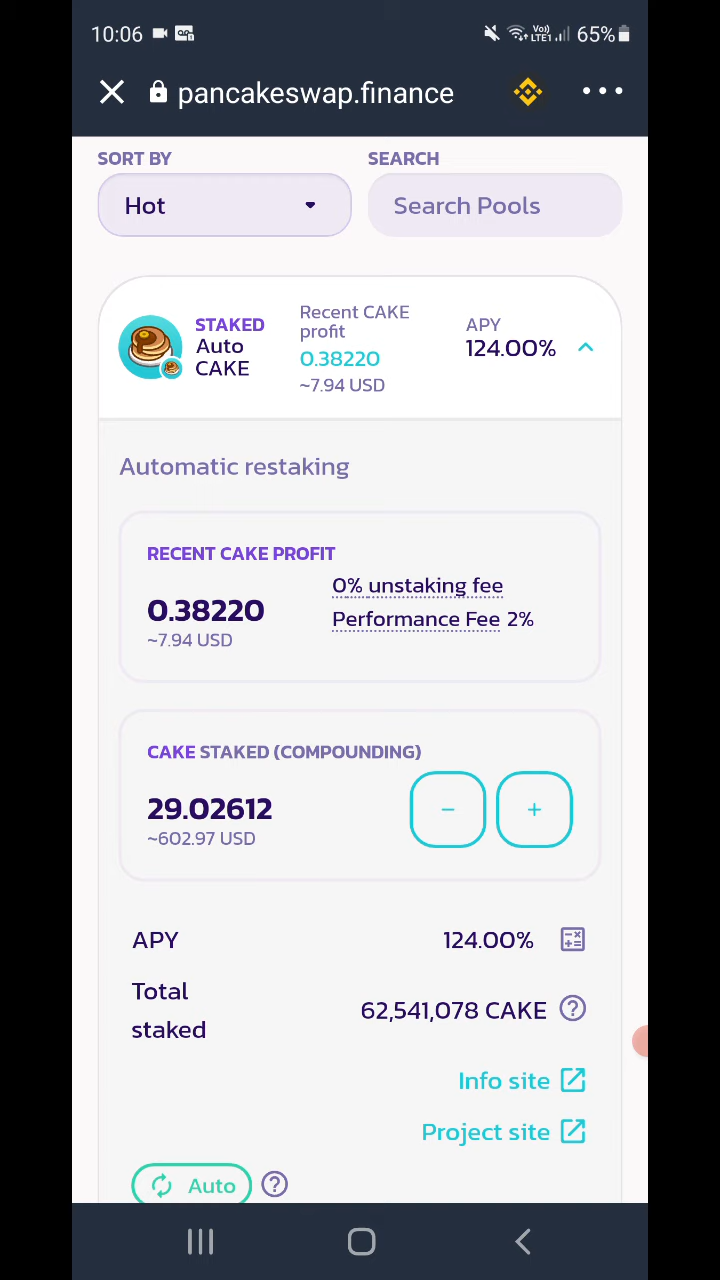 10:06 Vo) LTE1 65%
pancakeswap.finance
SORT BY SEARCH
Hot Search Pools
STAKED
Auto
CAKE
Recent CAKE
profit
0.38220
~7.94 USD
APY
124.00%
Automatic restaking
RECENT CAKE PROFIT
0.38220
~7.94 USD
0% unstaking fee
Performance Fee 2%
CAKE STAKED (COMPOUNDING)
29.02612
~602.97 USD
APY 124.00%
Total
staked
62,541,078 CAKE
Info site
Project site
Auto